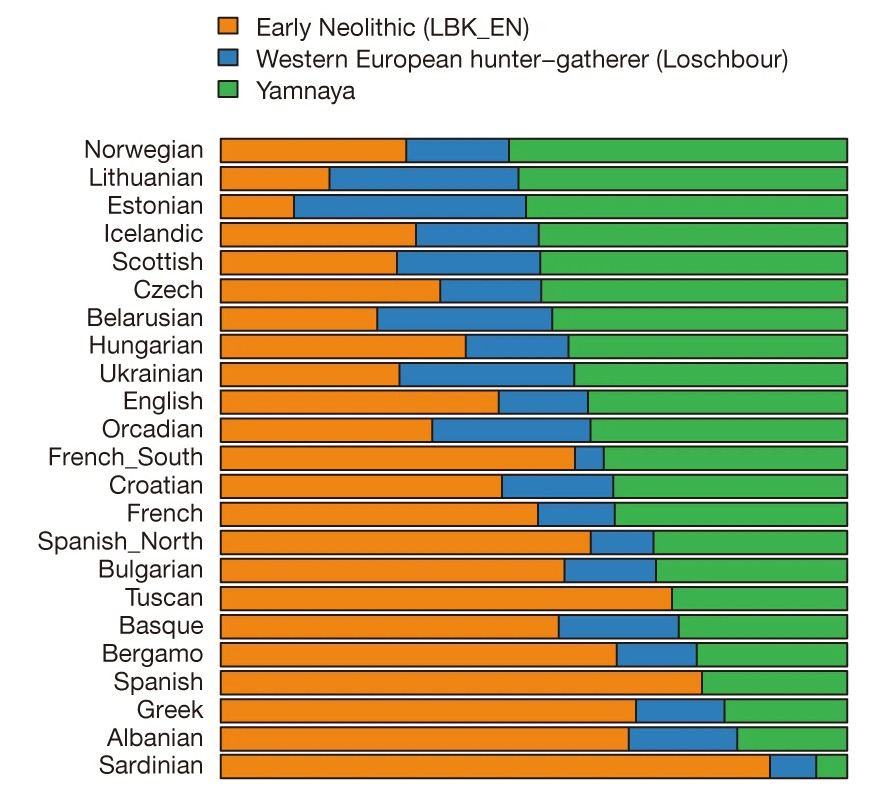 Early Neolithic (LBK_EN)
Western European hunter–gatherer (Loschbour)
Yamnaya
Norwegian
Lithuanian
Estonian
Icelandic
Scottish
Czech
Belarusian
Hungarian
Ukrainian
English
Orcadian
French_South
Croatian
French
Spanish_North
Bulgarian
Tuscan
Basque
Bergamo
Spanish
Greek
Albanian
Sardinian